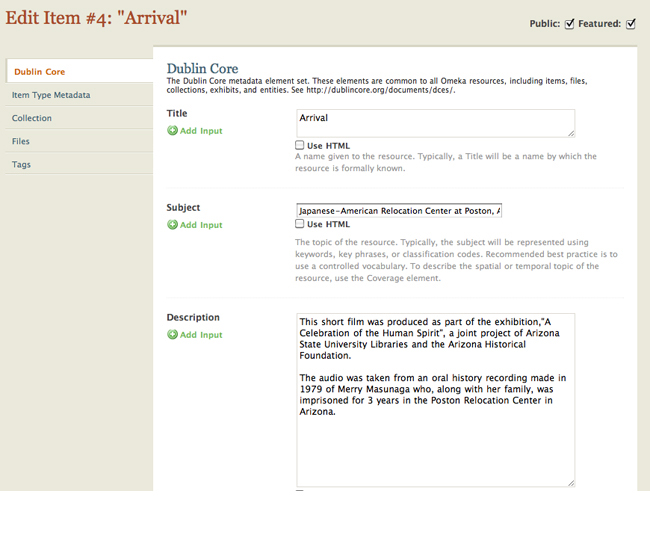 Edit Item #4: "Arrival"
Public: Featured:
Dublin Core
Item Type Metadata
Collection
Files
Tags
Dublin Core
The Dublin Core metadata element set. These elements are common to all Omeka resources, including items, files,
collections, exhibits, and entities. See http://dublincore.org/documents/dces/.
Title
Add Input
Arrival
Use HTML
A name given to the resource. Typically, a Title will be a name by which the
resource is formally known.
Subject
Add Input
Japanese-American Relocation Center at Poston,
Use HTML
The topic of the resource. Typically, the subject will be represented using
keywords, key phrases, or classification codes. Recommended best practice is to
use a controlled vocabulary. To describe the spatial or temporal topic of the
resource, use the Coverage element.
Description
Add Input
This short film was produced as part of the exhibition,"A
Celebration of the Human Spirit", a joint project of Arizona
State University Libraries and the Arizona Historical
Foundation.
The audio was taken from an oral history recording made in
1979 of Merry Masunaga who, along with her family, was
imprisoned for 3 years in the Poston Relocation Center in
Arizona.